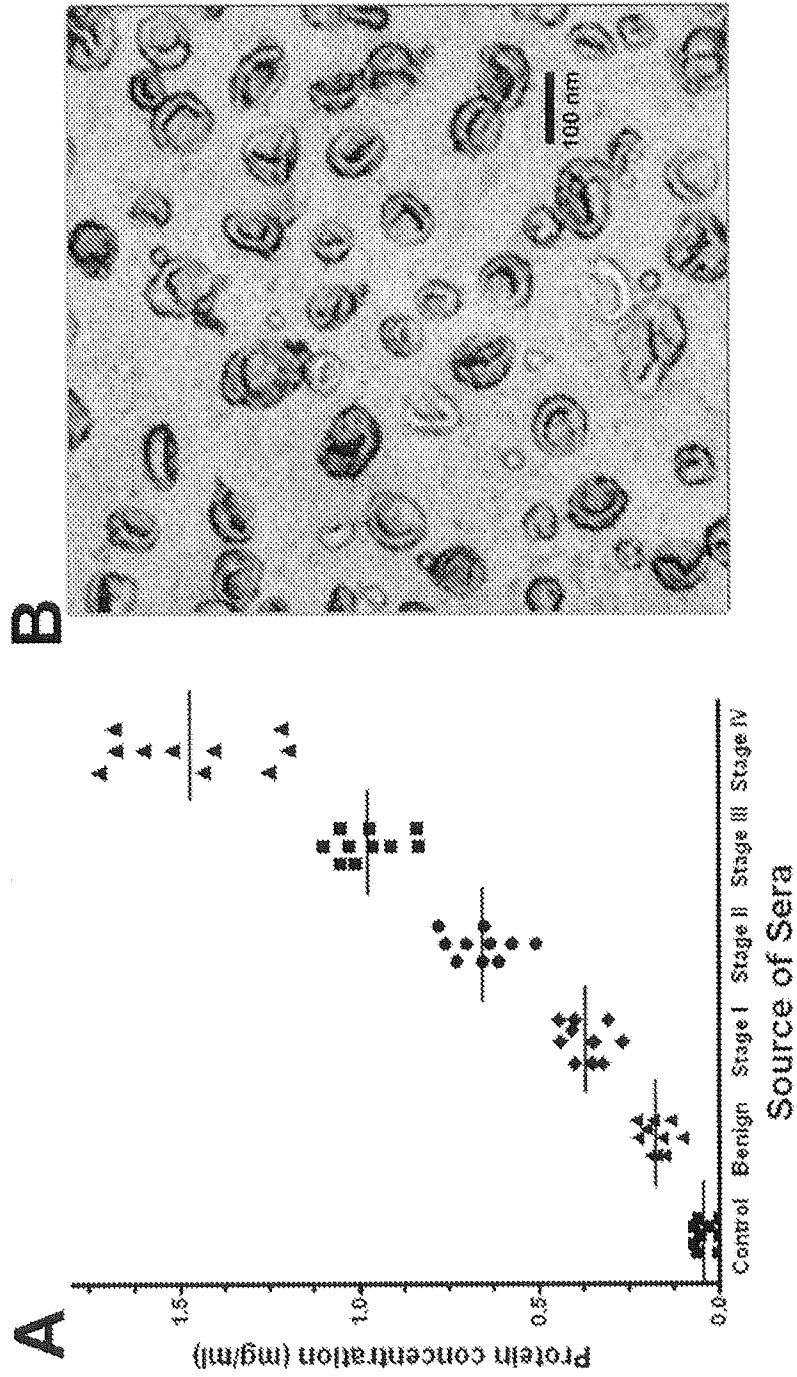 A
Protein concentration (mg/ml)
1.5
1.0
0.5
0.0
Control Benign Stage I Stage II Stage III Stage IV
Source of Sera
B
100 nm